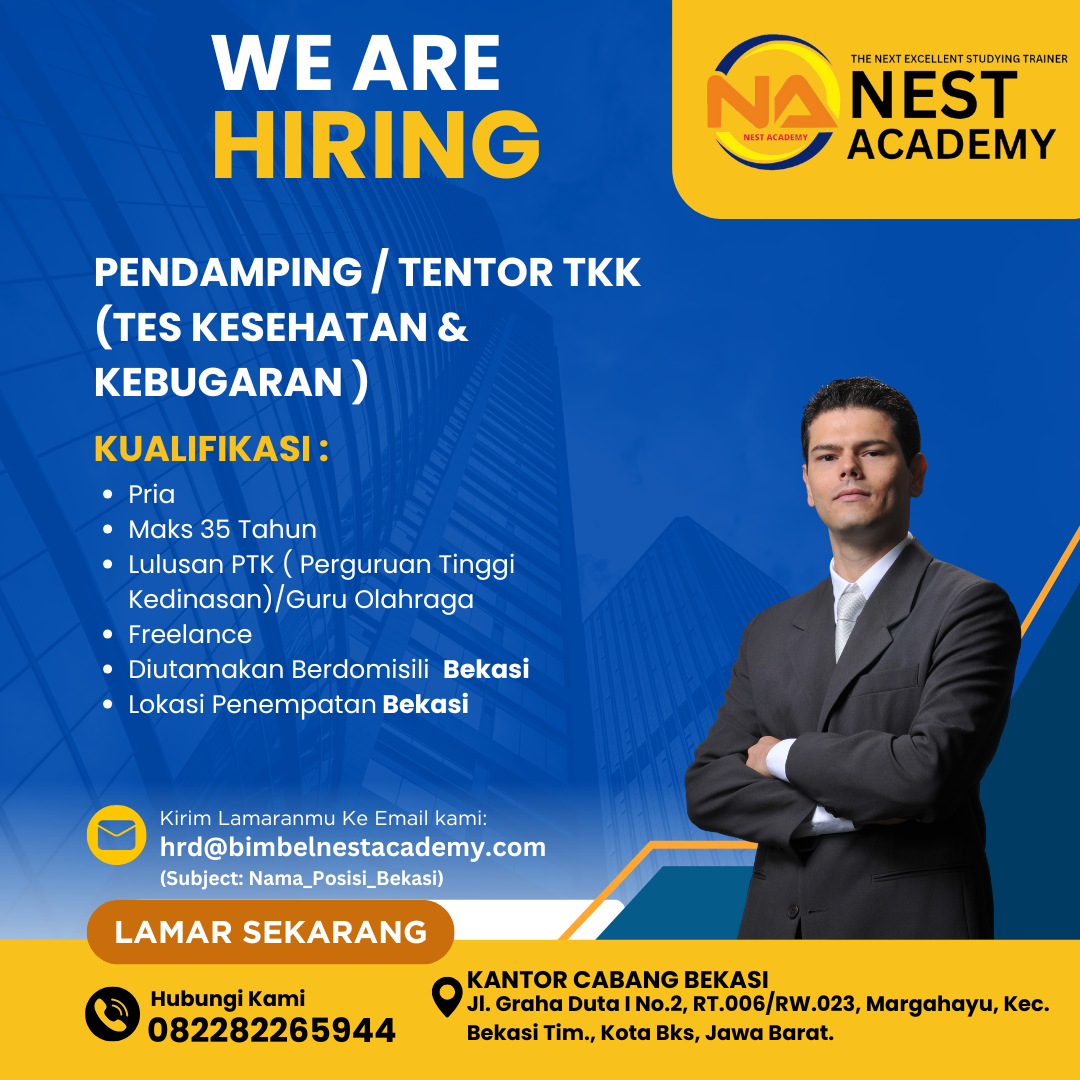 WE ARE
HIRING
THE NEXT EXCELLENT STUDYING TRAINER
NEST
ACADEMY
NA
NEST ACADEMY
PENDAMPING / TENTOR TKK
(TES KESEHATAN &
KEBUGARAN )
KUALIFIKASI :
• Pria
• Maks 35 Tahun
• Lulusan PTK ( Perguruan Tinggi
Kedinasan)/Guru Olahraga
• Freelance
• Diutamakan Berdomisili Bekasi
• Lokasi Penempatan Bekasi
Kirim Lamaranmu Ke Email kami:
hrd@bimbelnestacademy.com
(Subject: Nama_Posisi_Bekasi)
LAMAR SEKARANG
Hubungi Kami
082282265944
KANTOR CABANG BEKASI
Jl. Graha Duta I No.2, RT.006/RW.023, Margahayu, Kec.
Bekasi Tim., Kota Bks, Jawa Barat.